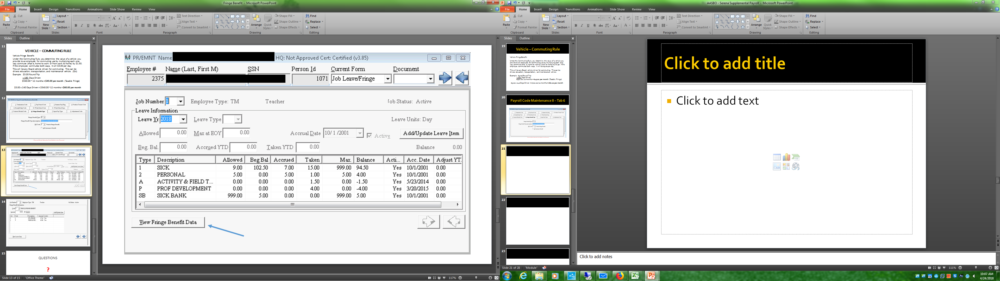 Fringe Benefit - Microsoft PowerPoint
File Home Insert Design Transitions Animations Slide Show Review View
Paste
Cut
Copy
Format Painter
Clipboard
New Slide
Layout
Reset
Section
Slides
Font
Paragraph
Text Direction
Align Text
Convert to SmartArt
Arrange
Quick Styles
Shape Fill
Shape Outline
Shape Effects
Drawing
Find
Replace
Select
Editing
Slides Outline
11
VEHICLE – COMMUTING RULE
Vehicle Fringe Benefit:
Under the Commuting Rule, you determine the value of a vehicle you
provide to an employee for commuting use by multiplying each one-
way commute (that is, home to work or from work to home) by $1.50.
If the employee commutes both ways, it will $3.00 per day.
This will be any Board vehicle driven for commuting. This can be
drivers education, transportation, and maintenance vehicle. (Ect)
Example: $3.00 Round Trip
x 180 Days Driven
$540.00 ~ 12 months = $45.00 per month (Taxable Fringe)
$3.00 x 240 Days Driven = $540.00 ~12 months = $60.00 per month
12
13
14
15
QUESTIONS
?
PR/EMNT Name HQ: Not Approved Cert: Certified (v3.85)
Employee # Name (Last, First M) SSN Person Id Current Form Document
2375 1071 Job Leave/Fringe
Job Number 1 Employee Type: TM Teacher Job Status: Active
Leave Information
Leave Yr 2018 Leave Type Leave Units: Day
Allowed 0.00 Max at EOY 0.00 Accrual Date 10/ 1 /2001 Active Add/Update Leave Item
Beg. Bal. 0.00 Accrued YTD 0.00 Taken YTD 0.00 Balance 0.00
Type Description Allowed Beg Bal Accrued Taken Max. Balance Acti... Acc. Date Adjust YT
1 SICK 9.00 102.50 7.00 15.00 999.00 94.50 Yes 10/1/2001 0.00
2 PERSONAL 5.00 0.00 5.00 1.00 5.00 4.00 Yes 10/1/2001 0.00
A ACTIVITY & FIELD T... 0.00 0.00 0.00 1.50 0.00 -1.50 Yes 5/23/2014 0.00
P PROF DEVELOPMENT 0.00 0.00 0.00 4.00 0.00 -4.00 Yes 3/20/2015 0.00
SB SICK BANK 999.00 5.00 0.00 0.00 999.00 5.00 Yes 10/1/2001 0.00
View Fringe Benefit Data
Slide 13 of 15 "Office Theme" 117%
AASBO - Serena Supplemental Payroll - Microsoft PowerPoint
File Home Insert Design Transitions Animations Slide Show Review View
Paste
Cut
Copy
Format Painter
Clipboard
New Slide
Layout
Reset
Section
Slides
Font
Paragraph
Text Direction
Align Text
Convert to SmartArt
Arrange
Quick Styles
Shape Fill
Shape Outline
Shape Effects
Drawing
Find
Replace
Select
Editing
Slides Outline
19
Vehicle – Commuting Rule
20
Payroll Code Maintenance II – Tab 6
21
22
23
Click to add title
Click to add text
Click to add notes
Slide 21 of 28 "Module" 111%
10:07 AM
4/24/2018